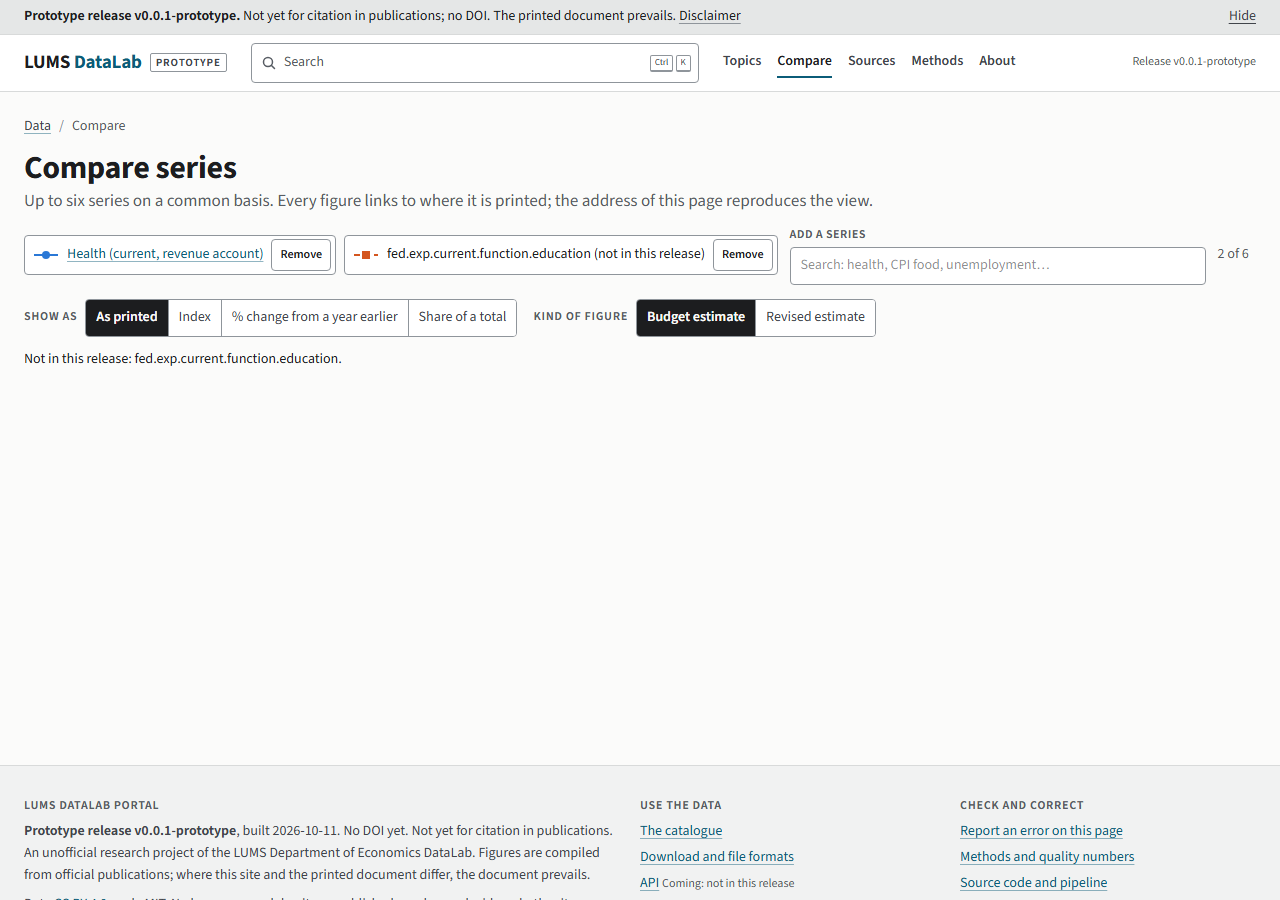 Prototype release v0.0.1-prototype. Not yet for citation in publications; no DOI. The printed document prevails. Disclaimer Hide
LUMS DataLab PROTOTYPE Search Ctrl K Topics Compare Sources Methods About Release v0.0.1-prototype
Data / Compare
Compare series
Up to six series on a common basis. Every figure links to where it is printed; the address of this page reproduces the view.
ADD A SERIES
Health (current, revenue account) Remove fed.exp.current.function.education (not in this release) Remove Search: health, CPI food, unemployment… 2 of 6
SHOW AS As printed Index % change from a year earlier Share of a total KIND OF FIGURE Budget estimate Revised estimate
Not in this release: fed.exp.current.function.education.
LUMS DATALAB PORTAL
Prototype release v0.0.1-prototype, built 2026-10-11. No DOI yet. Not yet for citation in publications.
An unofficial research project of the LUMS Department of Economics DataLab. Figures are compiled
from official publications; where this site and the printed document differ, the document prevails.
USE THE DATA
The catalogue
Download and file formats
API Coming: not in this release
CHECK AND CORRECT
Report an error on this page
Methods and quality numbers
Source code and pipeline